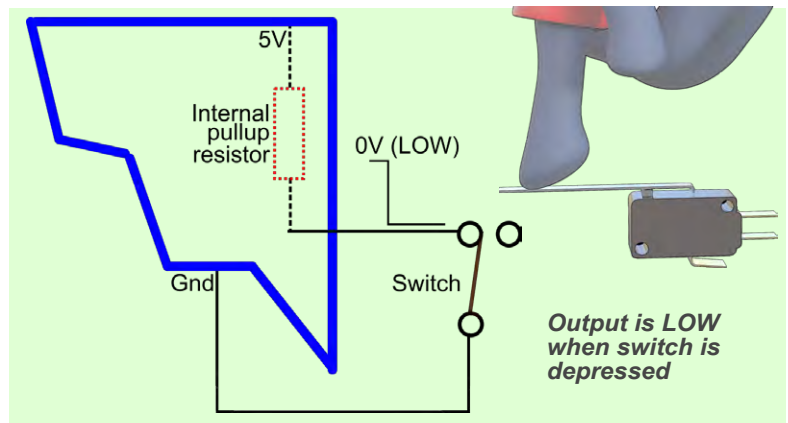 5V
Internal
pullup
resistor
0V (LOW)
Gnd
Switch
Output is LOW
when switch is
depressed